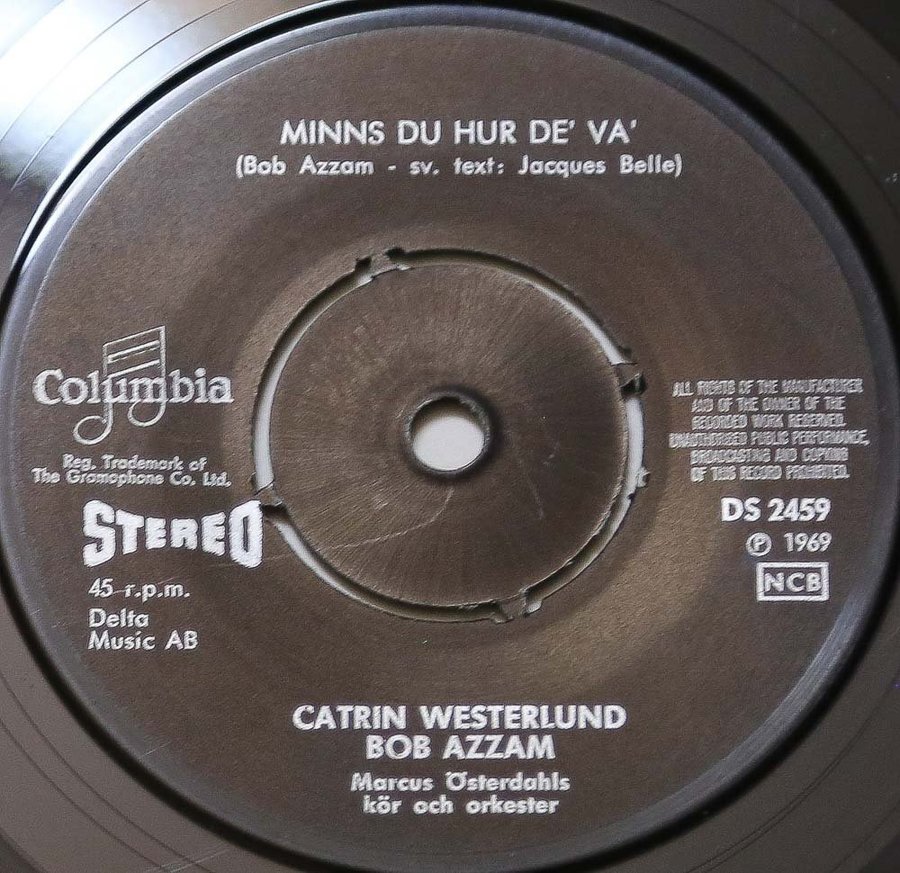 MINNS DU HUR DE' VA'
(Bob Azzam - sv. text: Jacques Belle)
Columbia
Reg. Trademark of
The Gramophone Co. Ltd.
STEREO
45 r.p.m.
Delta
Music AB
ALL RIGHTS OF THE MANUFACTURER
AND OF THE OWNER OF THE
RECORDED WORK RESERVED.
UNAUTHORISED PUBLIC PERFORMANCE,
BROADCASTING AND COPYING
OF THIS RECORD PROHIBITED.
DS 2459
℗ 1969
NCB
CATRIN WESTERLUND
BOB AZZAM
Marcus Österdahls
kör och orkester